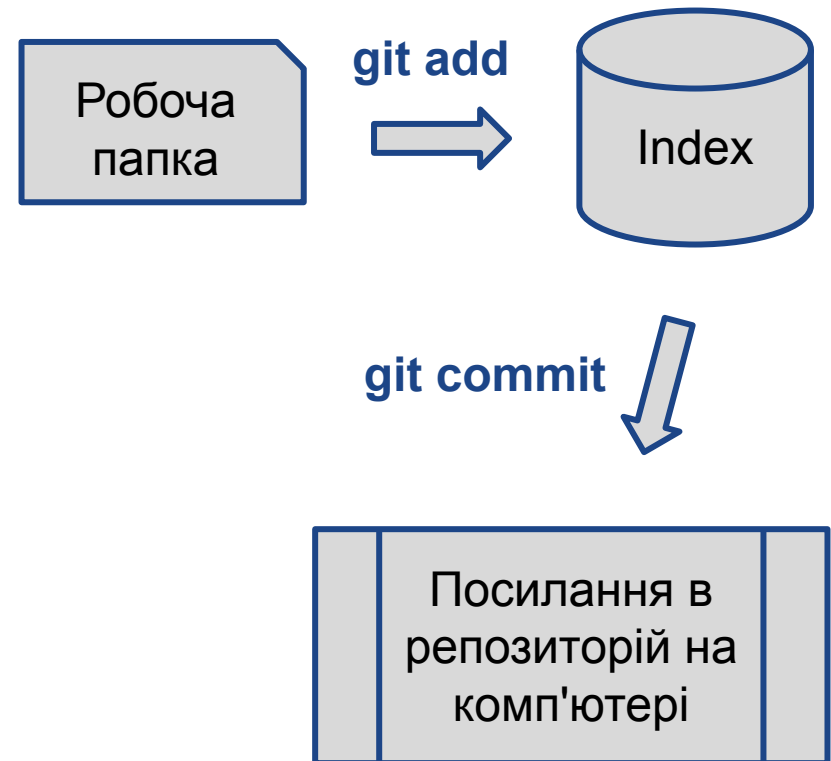 git add
Робоча
папка
Index
git commit
Посилання в
репозиторій на
комп'ютері